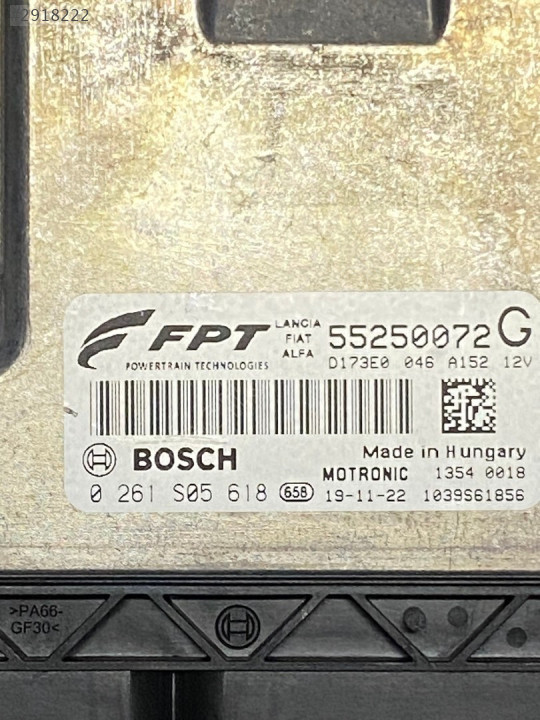 2918222
FPT
POWERTRAIN TECHNOLOGIES
LANCIA
FIAT
ALFA
55250072 G
D173E0 046 A152 12V
BOSCH
Made in Hungary
MOTRONIC 1354 0018
0 261 S05 618 658 19-11-22 1039S61856
>PA66-
GF30<